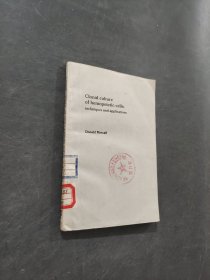 Clonal culture
of hemopoietic cells:
techniques and applications
Donald Metcalf